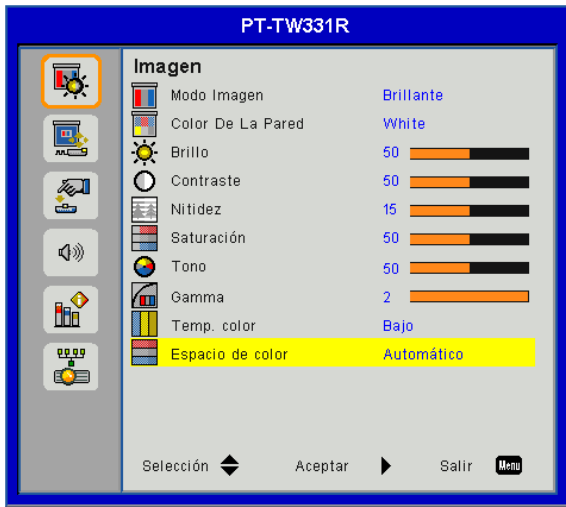 PT-TW331R
Imagen
Modo Imagen Brillante
Color De La Pared White
Brillo 50
Contraste 50
Nitidez 15
Saturación 50
Tono 50
Gamma 2
Temp. color Bajo
Espacio de color Automático
Selección Aceptar Salir Menu